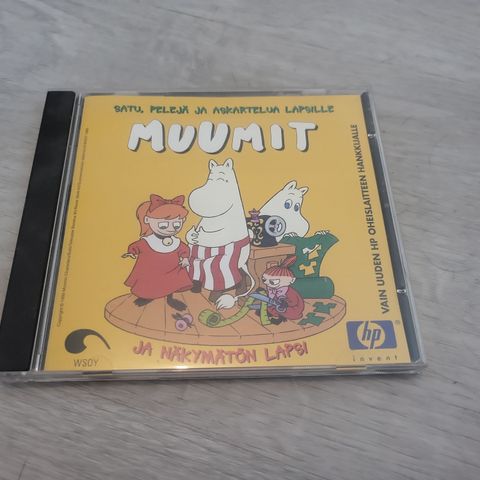 SATU, PELEJÄ JA ASKARTELUA LAPSILLE
MUUMIT
JA NÄKYMÄTÖN LAPSI
VAIN UUDEN HP OHEISLAITTEEN HANKKIJALLE
WSOY
hp
®
invent